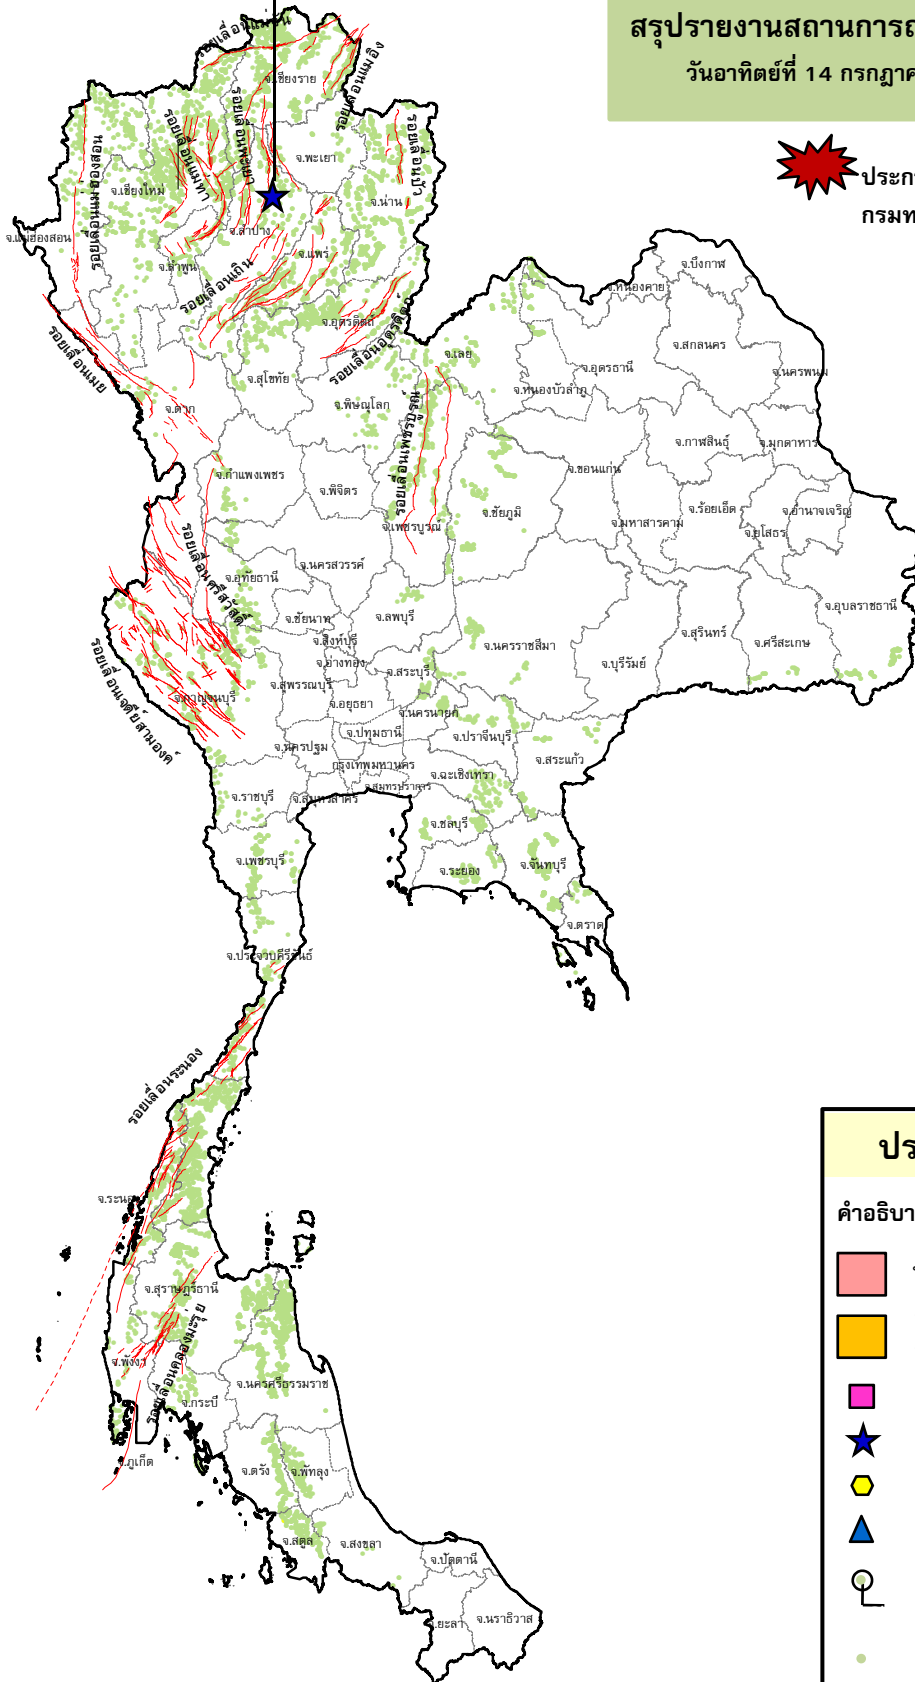 สรุปรายงานสถานการณ์
วันอาทิตย์ที่ 14 กรกฎาค
ประก
กรมท
รอยเลื่อนแม่จัน
จ.เชียงราย
รอยเลื่อนแม่อิง
รอยเลื่อนแม่ฮ่องสอน
รอยเลื่อนแม่ทา
รอยเลื่อนพะเยา
รอยเลื่อนปัว
จ.พะเยา
จ.เชียงใหม่
จ.น่าน
จ.แม่ฮ่องสอน
จ.ลำปาง
จ.แพร่
จ.ลำพูน
รอยเลื่อนเถิน
จ.อุตรดิตถ์
รอยเลื่อนอุตรดิตถ์
รอยเลื่อนเมย
จ.สุโขทัย
จ.ตาก
จ.พิษณุโลก
รอยเลื่อนเพชรบูรณ์
จ.เลย
จ.บึงกาฬ
จ.หนองคาย
จ.สกลนคร
จ.อุดรธานี
จ.นครพนม
จ.หนองบัวลำภู
จ.กำแพงเพชร
จ.พิจิตร
จ.ขอนแก่น
จ.กาฬสินธุ์
จ.มุกดาหาร
จ.เพชรบูรณ์
จ.ชัยภูมิ
จ.มหาสารคาม
จ.ร้อยเอ็ด
จ.ยโสธร
จ.อำนาจเจริญ
รอยเลื่อนศรีสวัสดิ์
จ.นครสวรรค์
จ.อุทัยธานี
จ.ชัยนาท
จ.ลพบุรี
จ.สิงห์บุรี
จ.อ่างทอง
จ.สระบุรี
จ.นครราชสีมา
จ.บุรีรัมย์
จ.สุรินทร์
จ.ศรีสะเกษ
จ.อุบลราชธานี
รอยเลื่อนเจดีย์สามองค์
จ.กาญจนบุรี
จ.สุพรรณบุรี
จ.อยุธยา
จ.นครนายก
จ.ปทุมธานี
จ.ปราจีนบุรี
จ.นครปฐม
กรุงเทพมหานคร
จ.สระแก้ว
จ.ฉะเชิงเทรา
จ.สมุทรปราการ
จ.ราชบุรี
จ.สมุทรสาคร
จ.ชลบุรี
จ.เพชรบุรี
จ.ระยอง
จ.จันทบุรี
จ.ตราด
จ.ประจวบคีรีขันธ์
รอยเลื่อนระนอง
จ.ระนอง
จ.สุราษฎร์ธานี
รอยเลื่อนคลองมะรุ่ย
จ.พังงา
จ.นครศรีธรรมราช
จ.กระบี่
จ.ภูเก็ต
จ.ตรัง
จ.พัทลุง
จ.สตูล
จ.สงขลา
จ.ปัตตานี
จ.ยะลา
จ.นราธิวาส
ปร
คำอธิบา